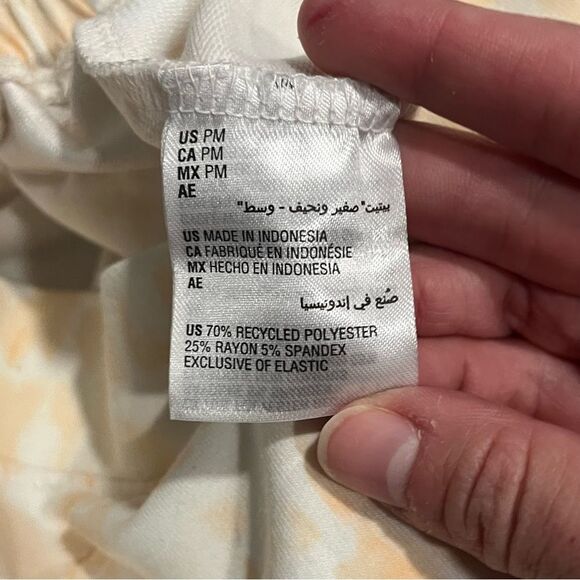 US PM
CA PM
MX PM
AE
بيتيت "صغير ونحيف - وسط"
US MADE IN INDONESIA
CA FABRIQUÉ EN INDONÉSIE
MX HECHO EN INDONESIA
AE
صُنع في إندونيسيا
US 70% RECYCLED POLYESTER
25% RAYON 5% SPANDEX
EXCLUSIVE OF ELASTIC